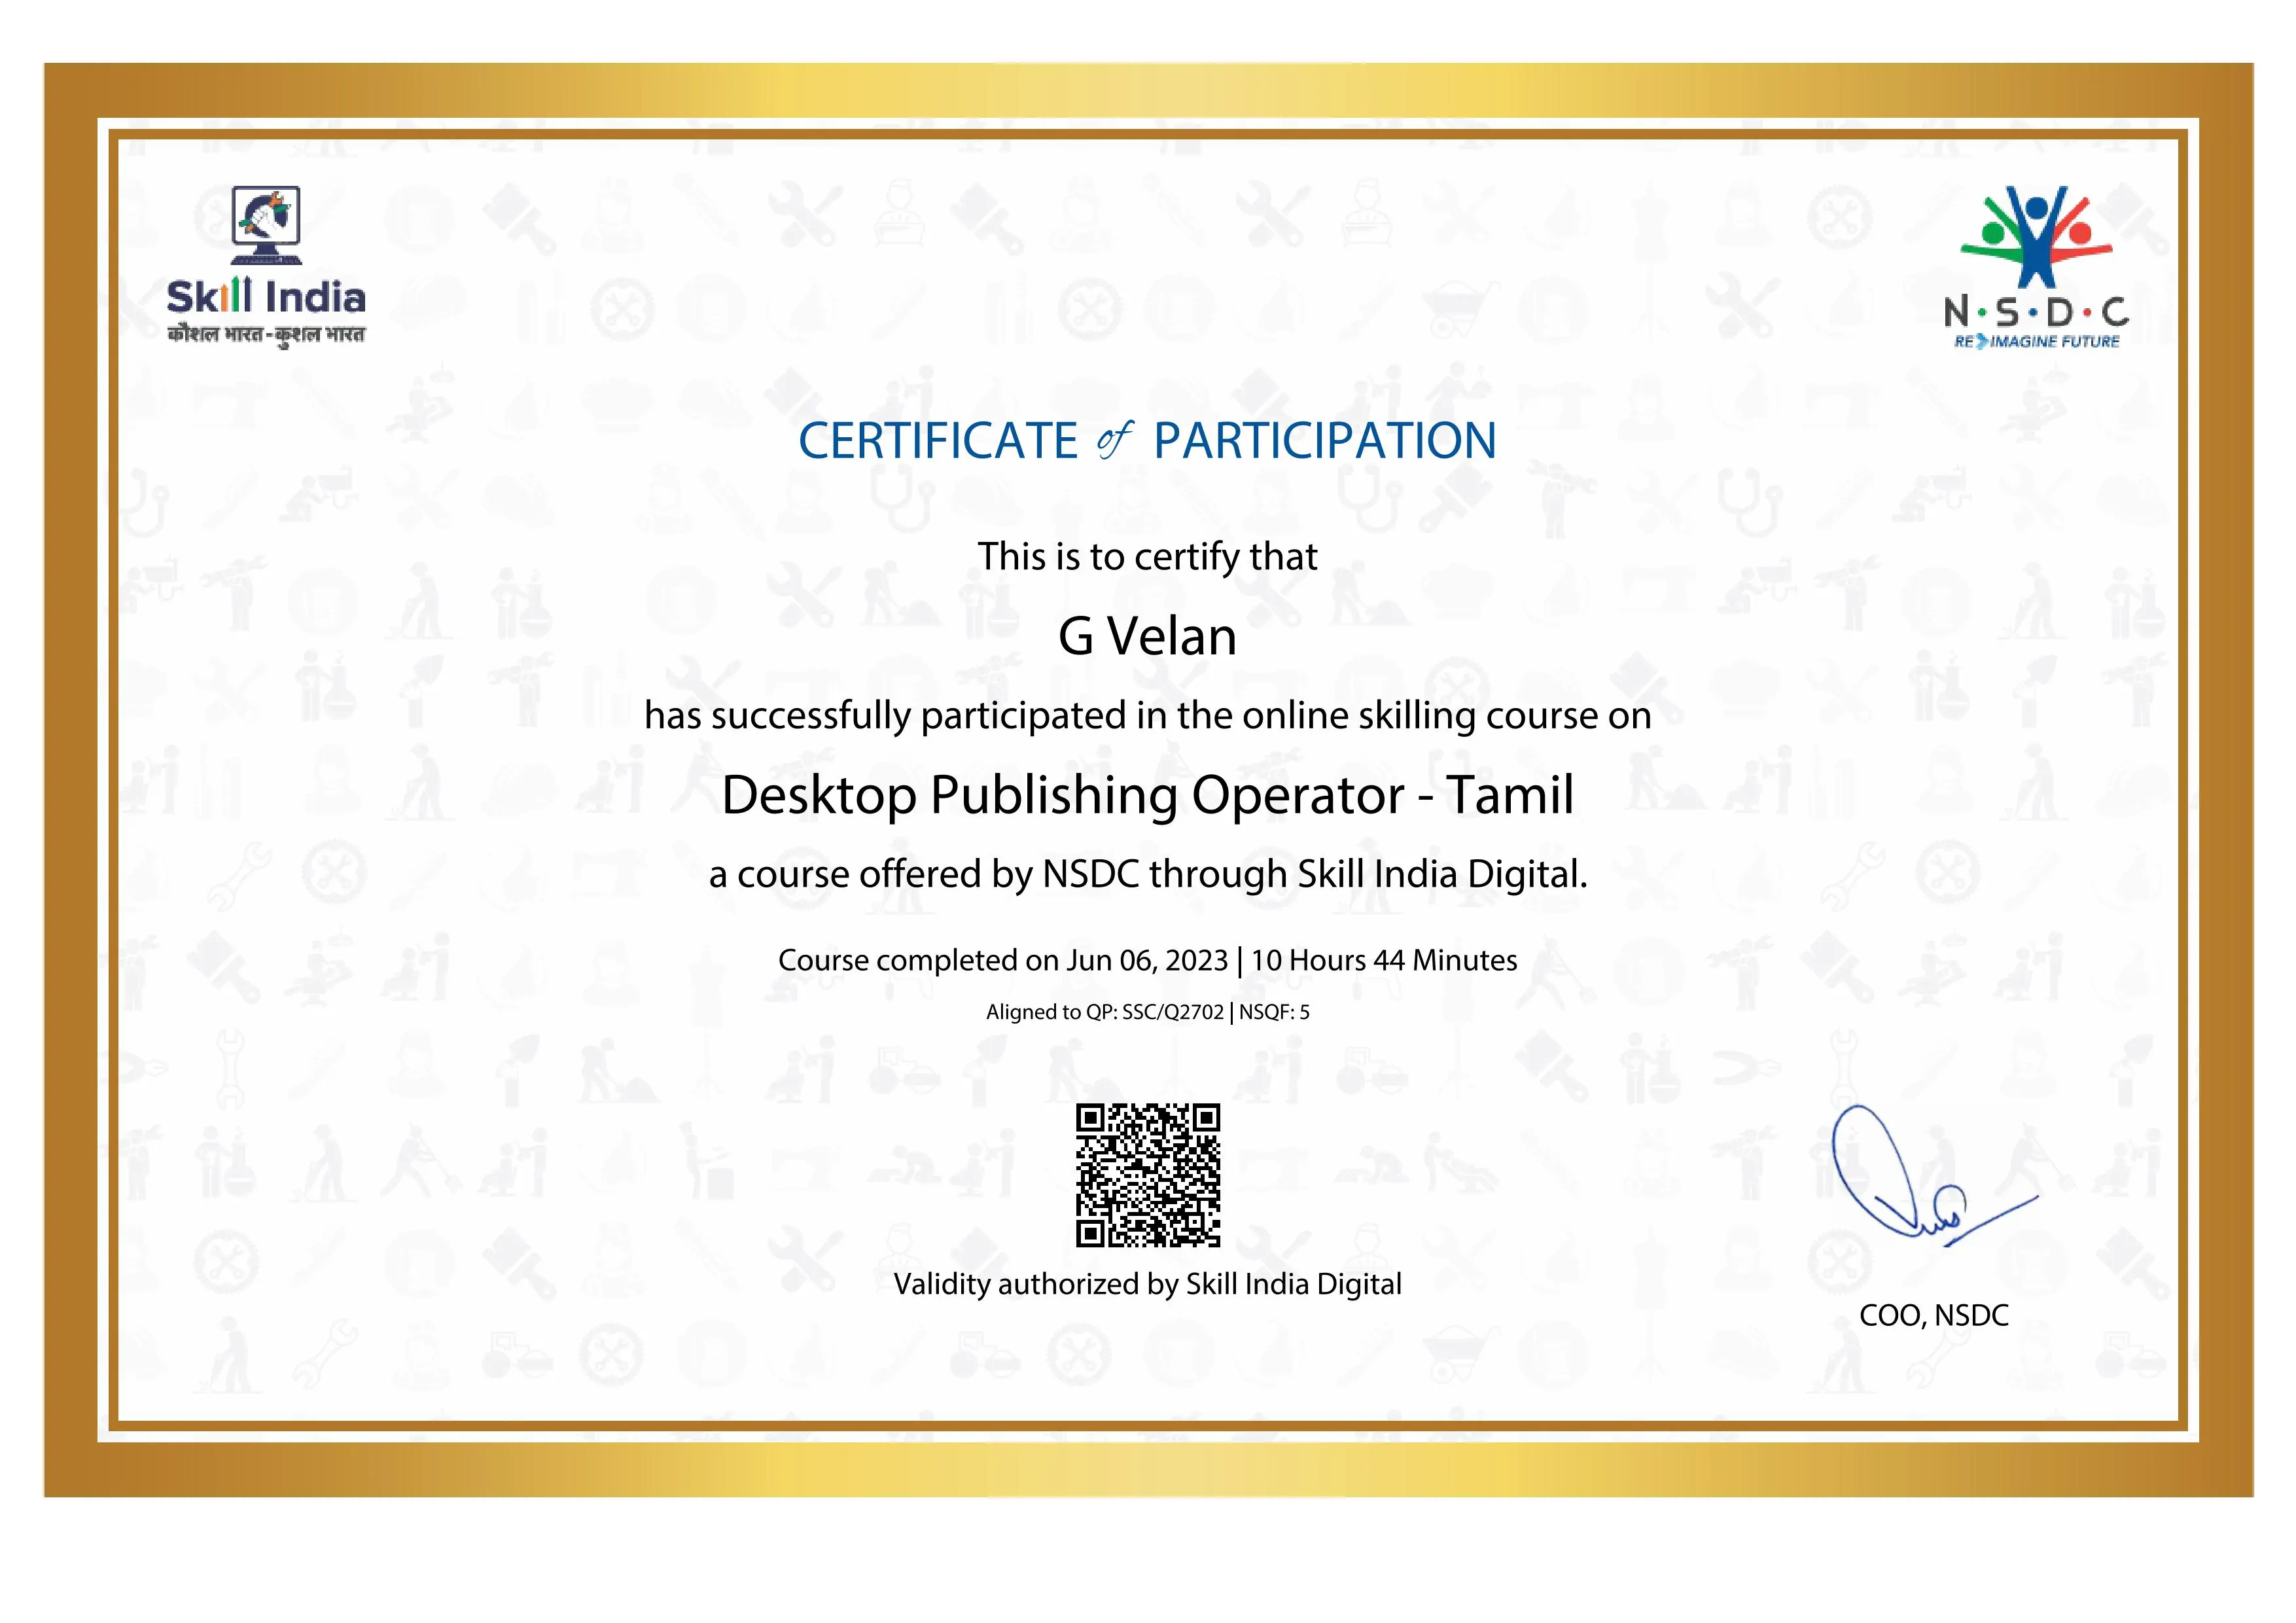 Skill India
कौशल भारत-कुशल भारत
N·S·D·C
RE IMAGINE FUTURE
CERTIFICATE of PARTICIPATION
This is to certify that
G Velan
has successfully participated in the online skilling course on
Desktop Publishing Operator - Tamil
a course offered by NSDC through Skill India Digital.
Course completed on Jun 06, 2023 | 10 Hours 44 Minutes
Aligned to QP: SSC/Q2702 | NSQF: 5
Validity authorized by Skill India Digital
COO, NSDC